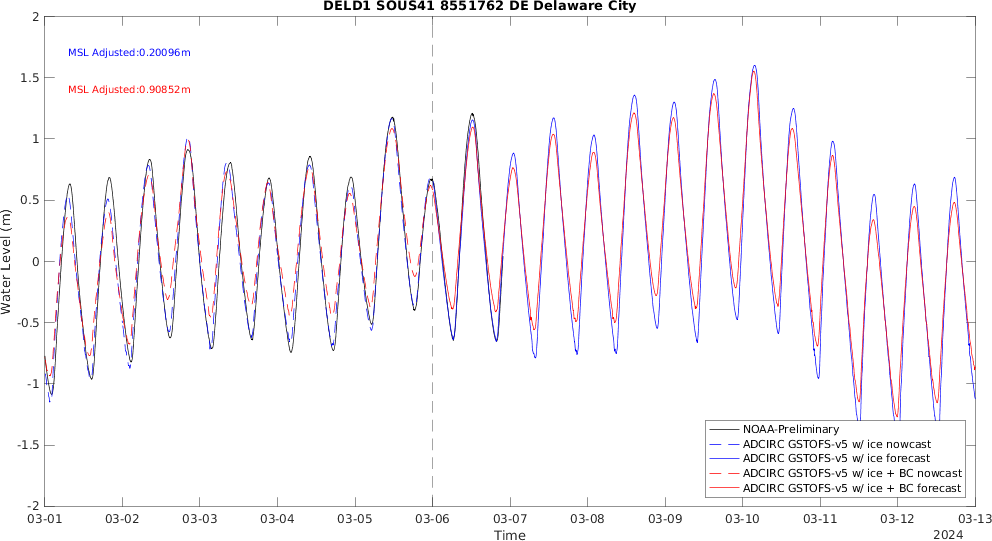 DELD1 SOUS41 8551762 DE Delaware City
MSL Adjusted:0.20096m
MSL Adjusted:0.90852m
Water Level (m)
2
1.5
1
0.5
0
-0.5
-1
-1.5
-2
NOAA-Preliminary
ADCIRC GSTOFS-v5 w/ ice nowcast
ADCIRC GSTOFS-v5 w/ ice forecast
ADCIRC GSTOFS-v5 w/ ice + BC nowcast
ADCIRC GSTOFS-v5 w/ ice + BC forecast
03-01 03-02 03-03 03-04 03-05 03-06 03-07 03-08 03-09 03-10 03-11 03-12 03-13
Time
2024